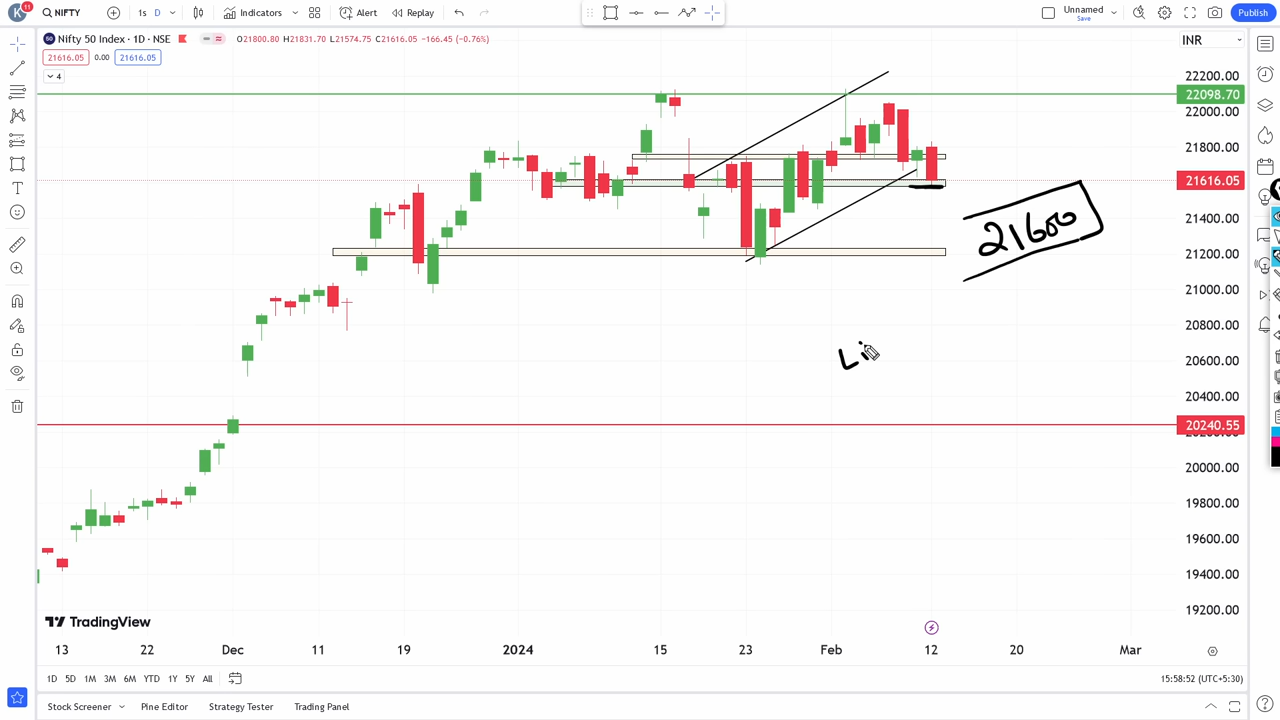 K 11 NIFTY 1s D Indicators Alert Replay Unnamed Save Publish
Nifty 50 Index · 1D · NSE O21800.80 H21831.70 L21574.75 C21616.05 −166.45 (−0.76%)
INR
21616.05 0.00 21616.05
4
22200.00
22098.70
22000.00
21800.00
21616.05
21400.00
21600
21200.00
21000.00
20800.00
Li
20600.00
20400.00
20240.55
20000.00
19800.00
19600.00
19400.00
19200.00
TradingView
13 22 Dec 11 19 2024 15 23 Feb 12 20 Mar
1D 5D 1M 3M 6M YTD 1Y 5Y All
15:58:52 (UTC+5:30)
Stock Screener Pine Editor Strategy Tester Trading Panel